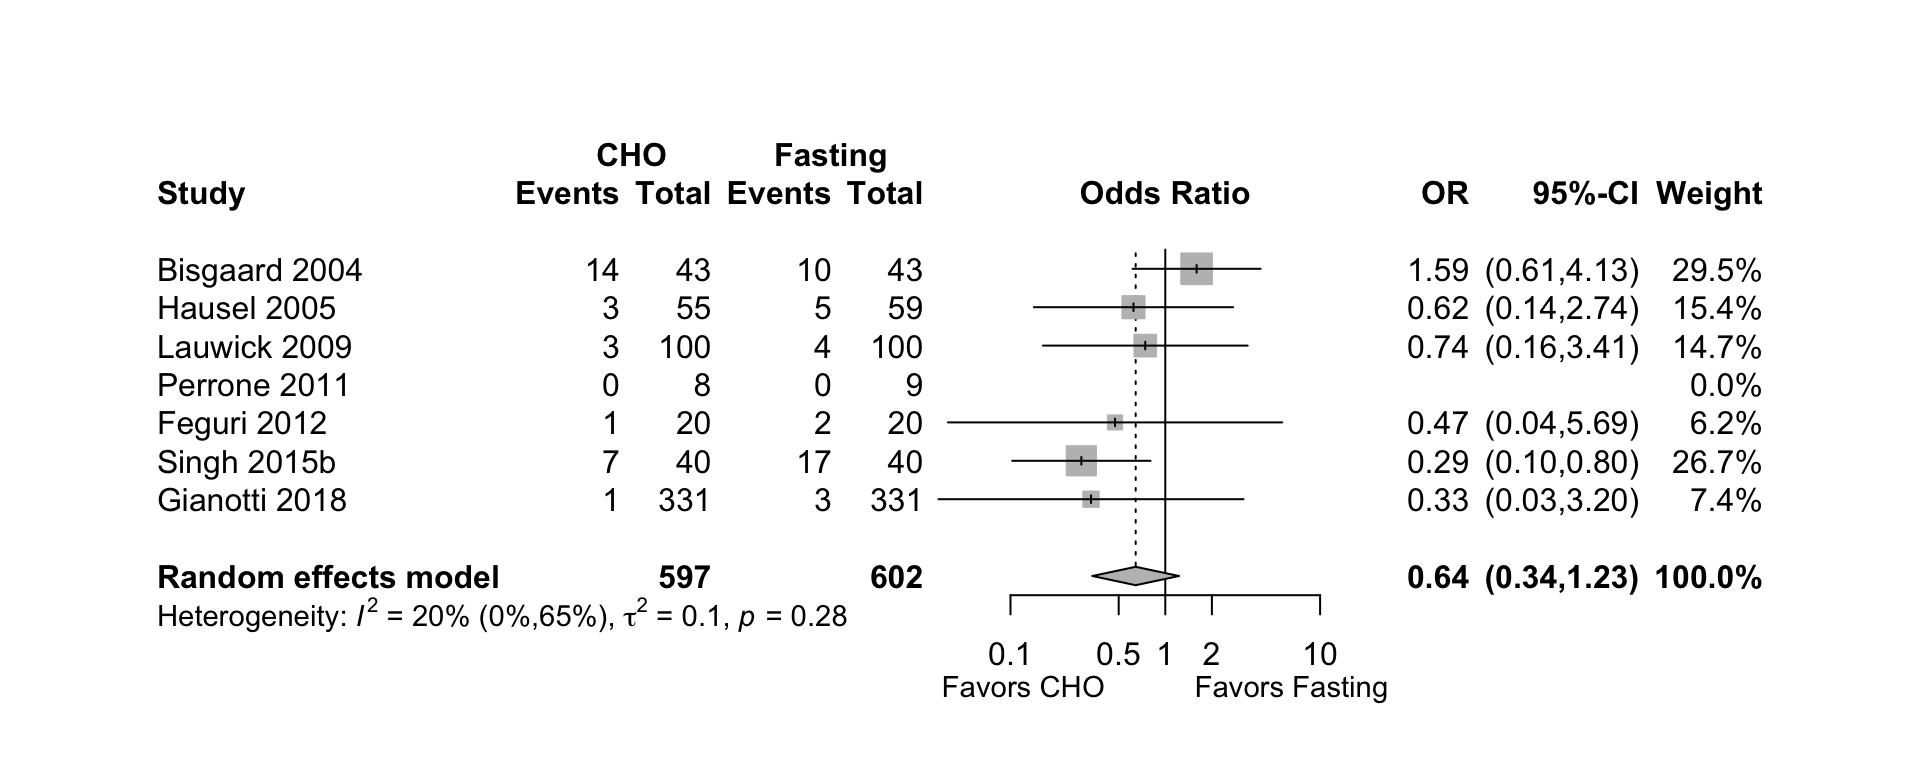 CHO Fasting
Study Events Total Events Total Odds Ratio OR 95%-CI Weight
Bisgaard 2004 14 43 10 43 1.59 (0.61,4.13) 29.5%
Hausel 2005 3 55 5 59 0.62 (0.14,2.74) 15.4%
Lauwick 2009 3 100 4 100 0.74 (0.16,3.41) 14.7%
Perrone 2011 0 8 0 9 0.0%
Feguri 2012 1 20 2 20 0.47 (0.04,5.69) 6.2%
Singh 2015b 7 40 17 40 0.29 (0.10,0.80) 26.7%
Gianotti 2018 1 331 3 331 0.33 (0.03,3.20) 7.4%
Random effects model 597 602 0.64 (0.34,1.23) 100.0%
Heterogeneity: I² = 20% (0%,65%), τ² = 0.1, p = 0.28
0.1 0.5 1 2 10
Favors CHO Favors Fasting